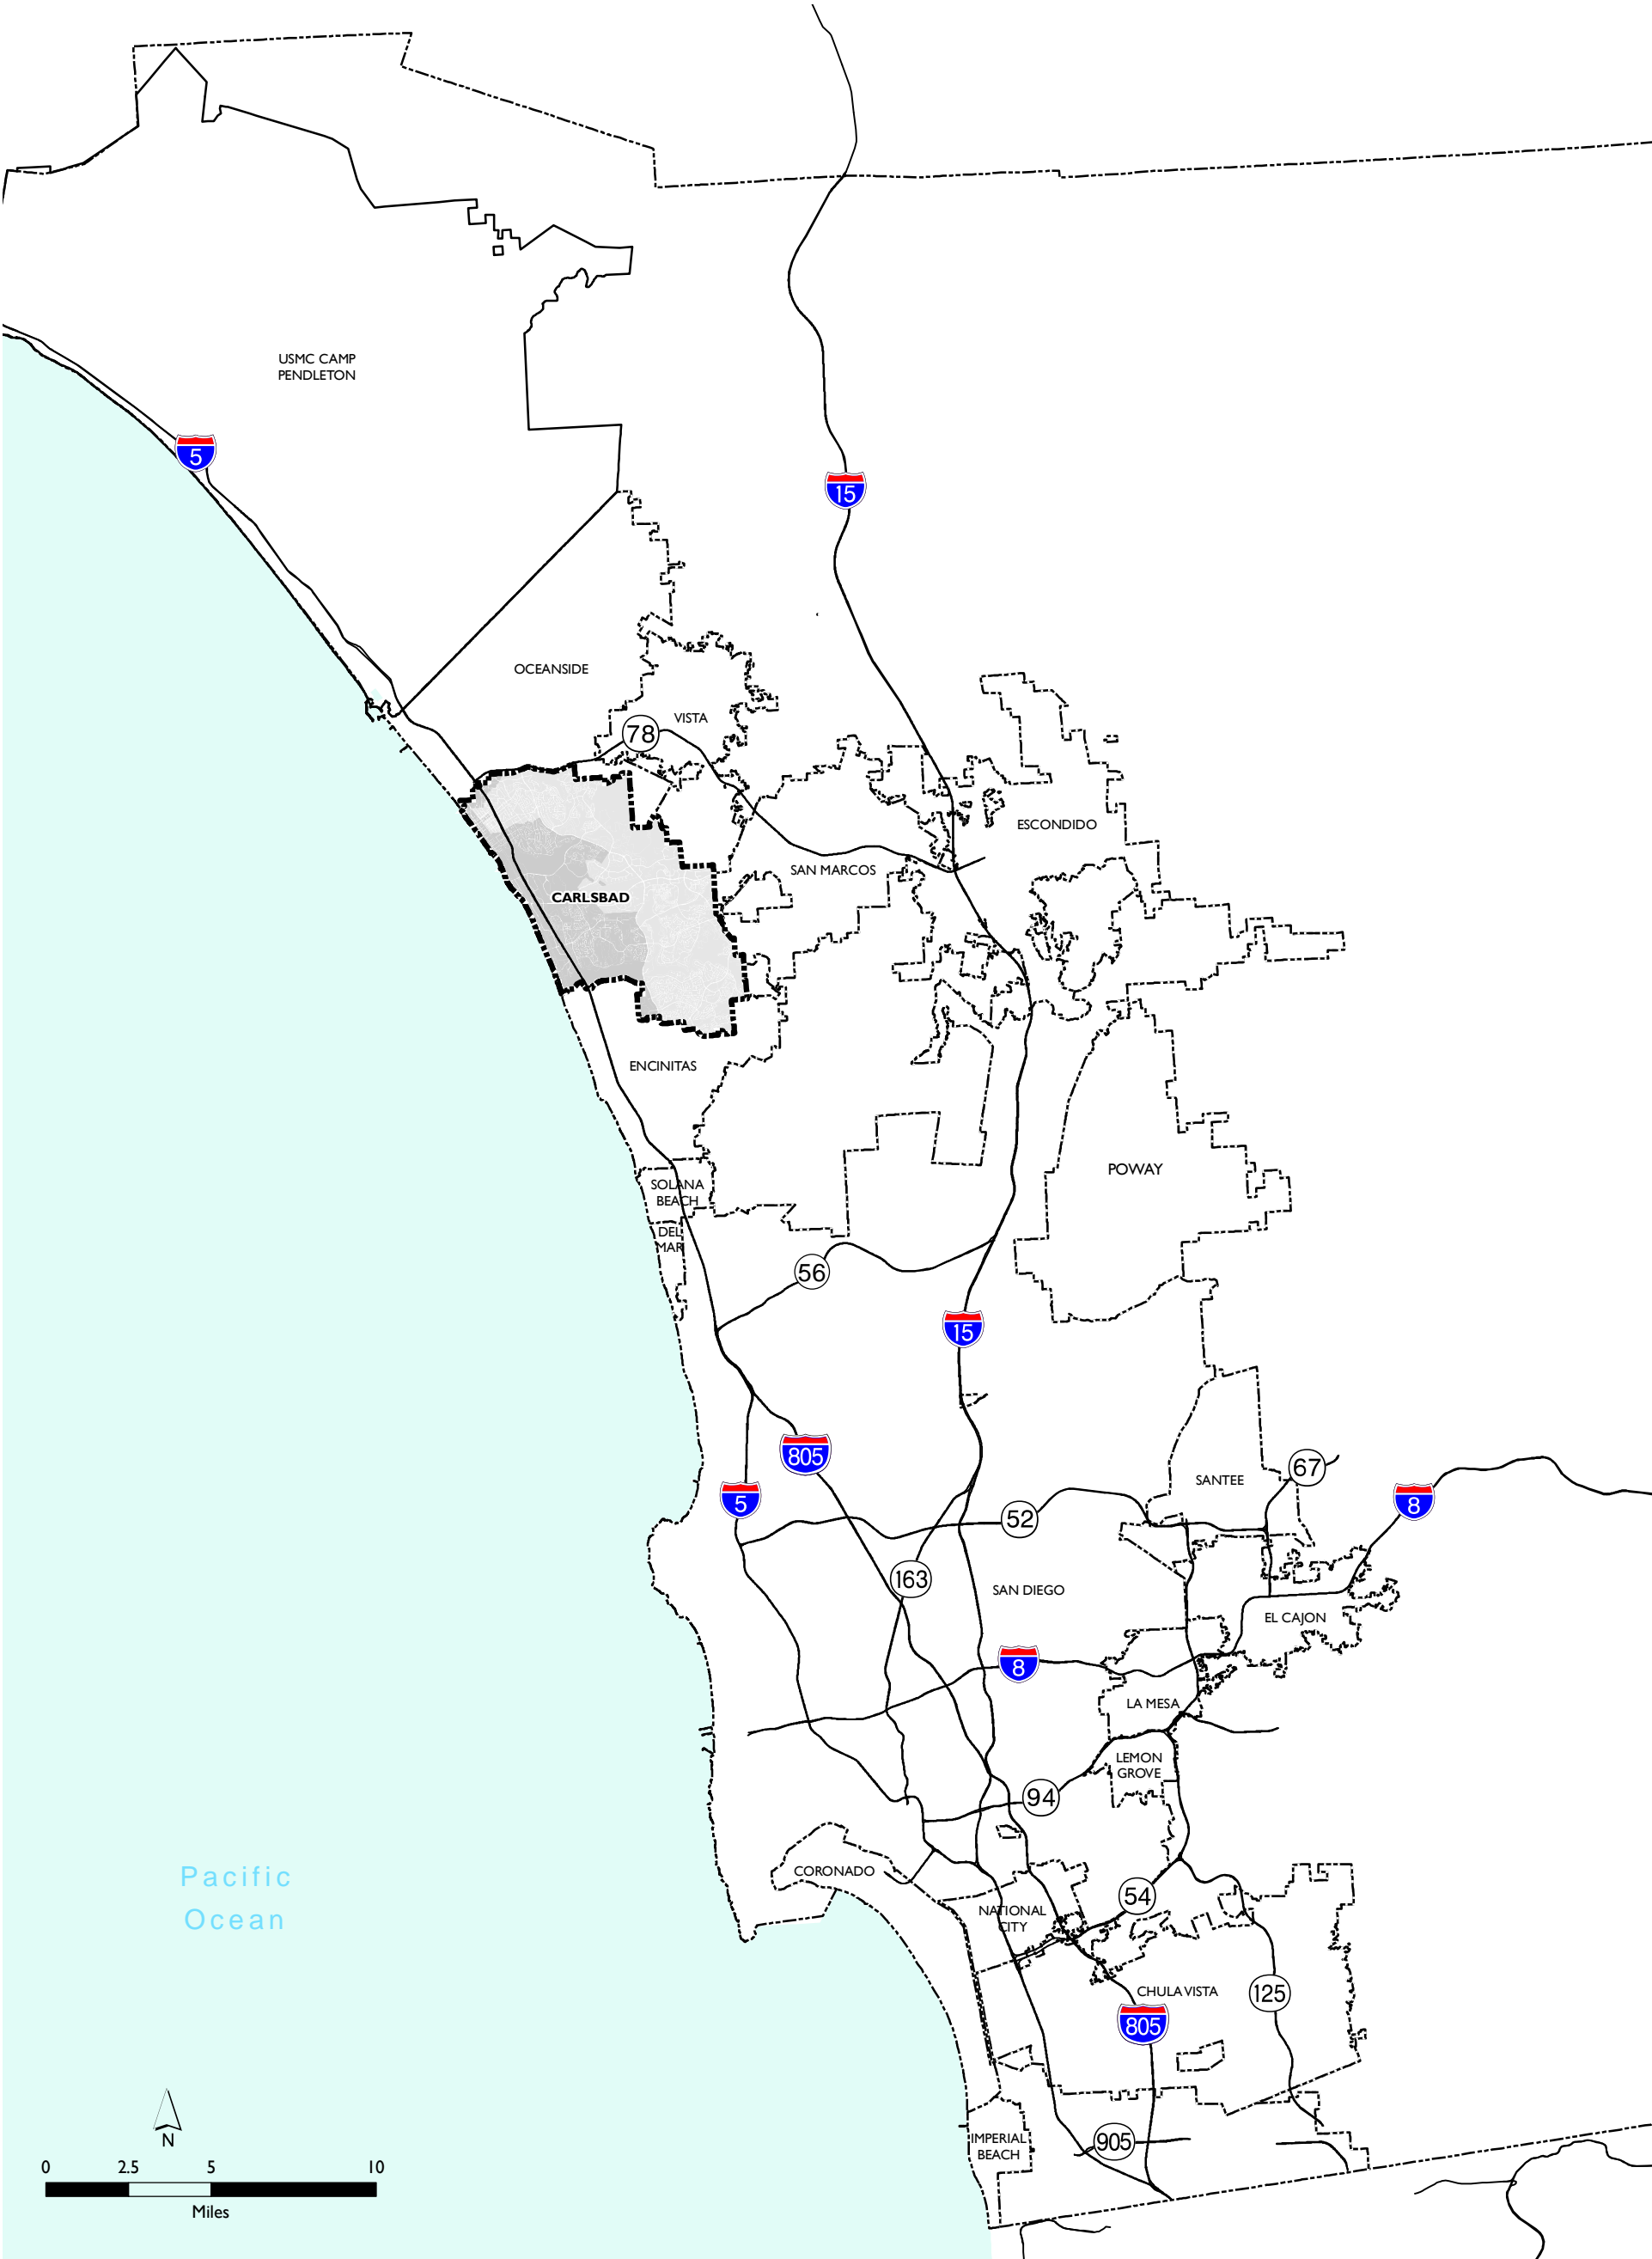 USMC CAMP
PENDLETON
5
15
OCEANSIDE
VISTA
78
ESCONDIDO
SAN MARCOS
CARLSBAD
ENCINITAS
POWAY
SOLANA
BEACH
DEL
MAR
56
15
805
67
SANTEE
5
8
52
163
SAN DIEGO
EL CAJON
8
LA MESA
LEMON
GROVE
94
CORONADO
Pacific
Ocean
54
NATIONAL
CITY
CHULA VISTA
125
805
N
IMPERIAL
BEACH
905
0 2.5 5 10
Miles